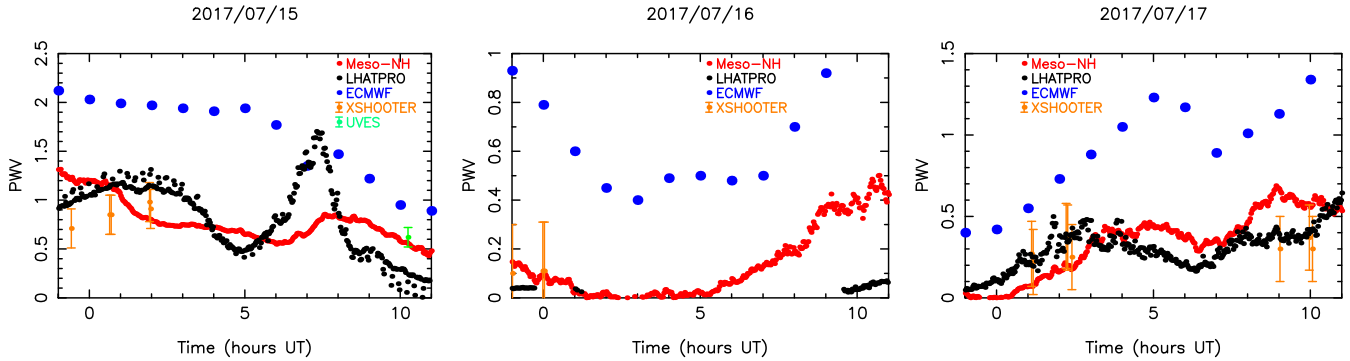 2017/07/15
2.5
2
1.5
1
0.5
0
PWV
Meso-NH
LHATPRO
ECMWF
XSHOOTER
UVES
0
5
10
Time (hours UT)
2017/07/16
1
0.8
0.6
0.4
0.2
0
PWV
Meso-NH
LHATPRO
ECMWF
XSHOOTER
0
5
10
Time (hours UT)
2017/07/17
1.5
1
0.5
0
PWV
Meso-NH
LHATPRO
ECMWF
XSHOOTER
0
5
10
Time (hours UT)